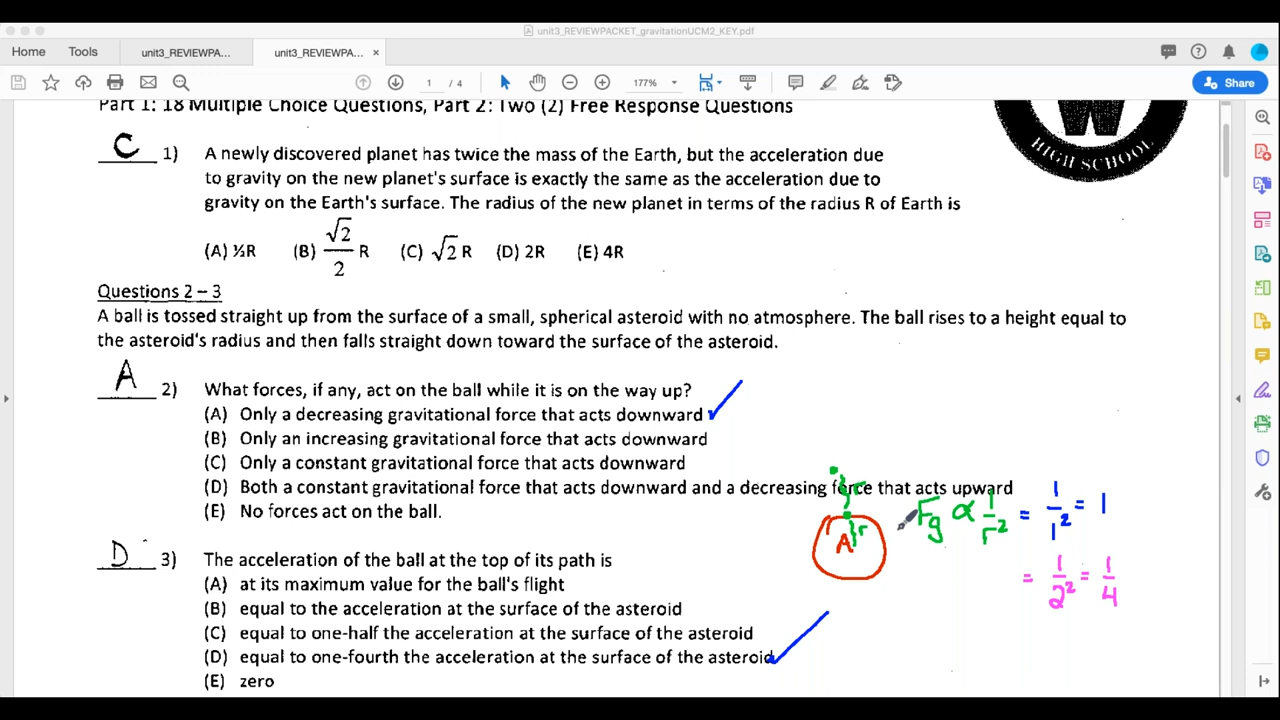 unit3_REVIEWPACKET_gravitationUCM2_KEY.pdf
Home Tools unit3_REVIEWPA... unit3_REVIEWPA... ×
1 / 4 177% Share
Part 1: 18 Multiple Choice Questions, Part 2: Two (2) Free Response Questions
HIGH SCHOOL
C 1) A newly discovered planet has twice the mass of the Earth, but the acceleration due
to gravity on the new planet's surface is exactly the same as the acceleration due to
gravity on the Earth's surface. The radius of the new planet in terms of the radius R of Earth is
(A) ½R (B) √2/2 R (C) √2 R (D) 2R (E) 4R
Questions 2 – 3
A ball is tossed straight up from the surface of a small, spherical asteroid with no atmosphere. The ball rises to a height equal to
the asteroid's radius and then falls straight down toward the surface of the asteroid.
A 2) What forces, if any, act on the ball while it is on the way up?
(A) Only a decreasing gravitational force that acts downward
(B) Only an increasing gravitational force that acts downward
(C) Only a constant gravitational force that acts downward
(D) Both a constant gravitational force that acts downward and a decreasing force that acts upward
(E) No forces act on the ball.
r
A r
Fg ∝ 1/r² = 1/1² = 1
= 1/2² = 1/4
D 3) The acceleration of the ball at the top of its path is
(A) at its maximum value for the ball's flight
(B) equal to the acceleration at the surface of the asteroid
(C) equal to one-half the acceleration at the surface of the asteroid
(D) equal to one-fourth the acceleration at the surface of the asteroid
(E) zero